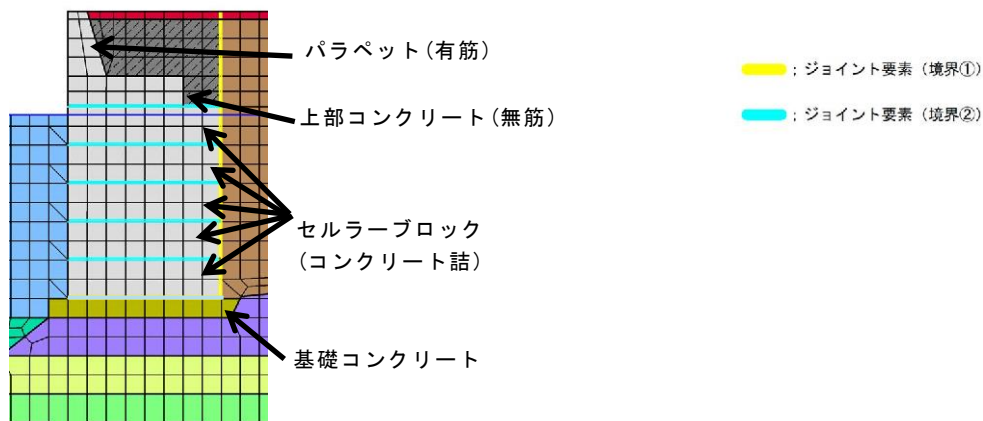 パラペット(有筋)
上部コンクリート(無筋)
セルラーブロック
(コンクリート詰)
基礎コンクリート
；ジョイント要素（境界①）
；ジョイント要素（境界②）